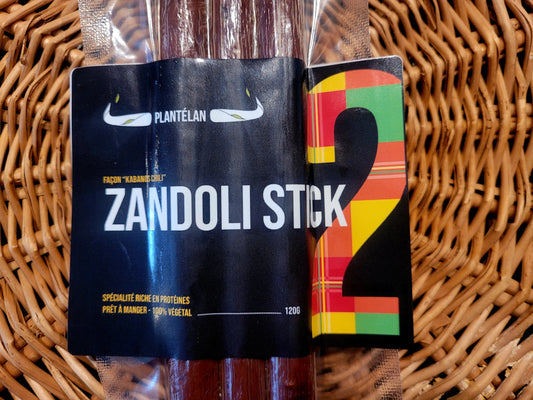 PLANTÉLAN
FAÇON "KABANOS CHILI"
ZANDOLI STICK
2
SPÉCIALITÉ RICHE EN PROTÉINES
PRÊT À MANGER - 100% VÉGÉTAL 120G